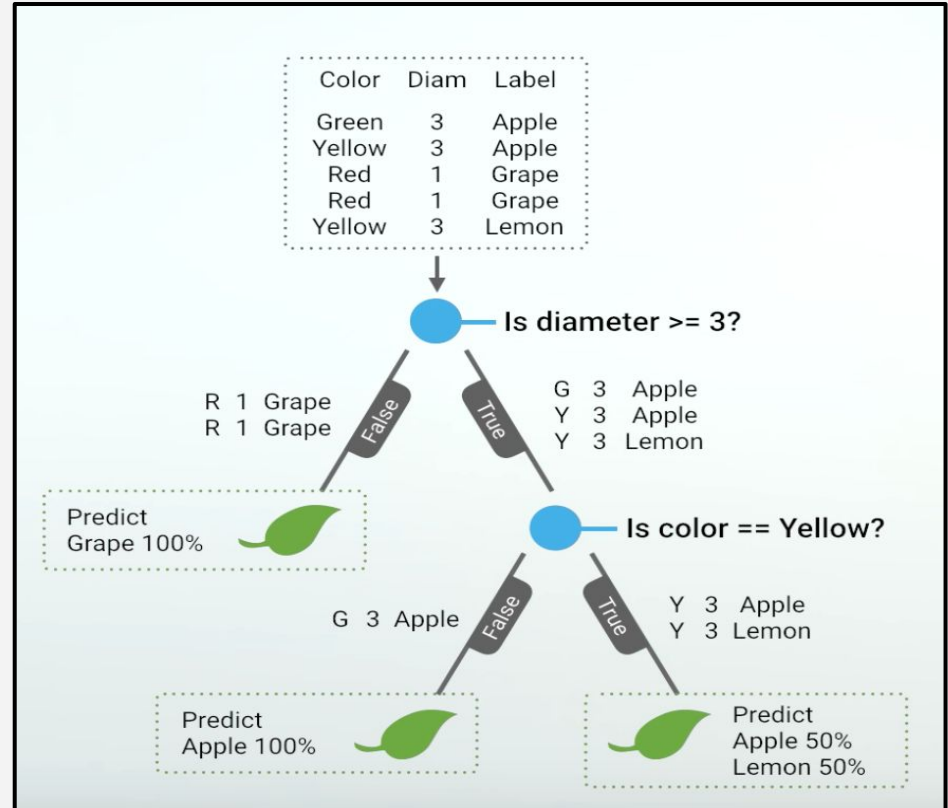 Color Diam Label
Green 3 Apple
Yellow 3 Apple
Red 1 Grape
Red 1 Grape
Yellow 3 Lemon
Is diameter >= 3?
R 1 Grape
R 1 Grape
False
True
G 3 Apple
Y 3 Apple
Y 3 Lemon
Predict
Grape 100%
Is color == Yellow?
G 3 Apple
False
True
Y 3 Apple
Y 3 Lemon
Predict
Apple 100%
Predict
Apple 50%
Lemon 50%